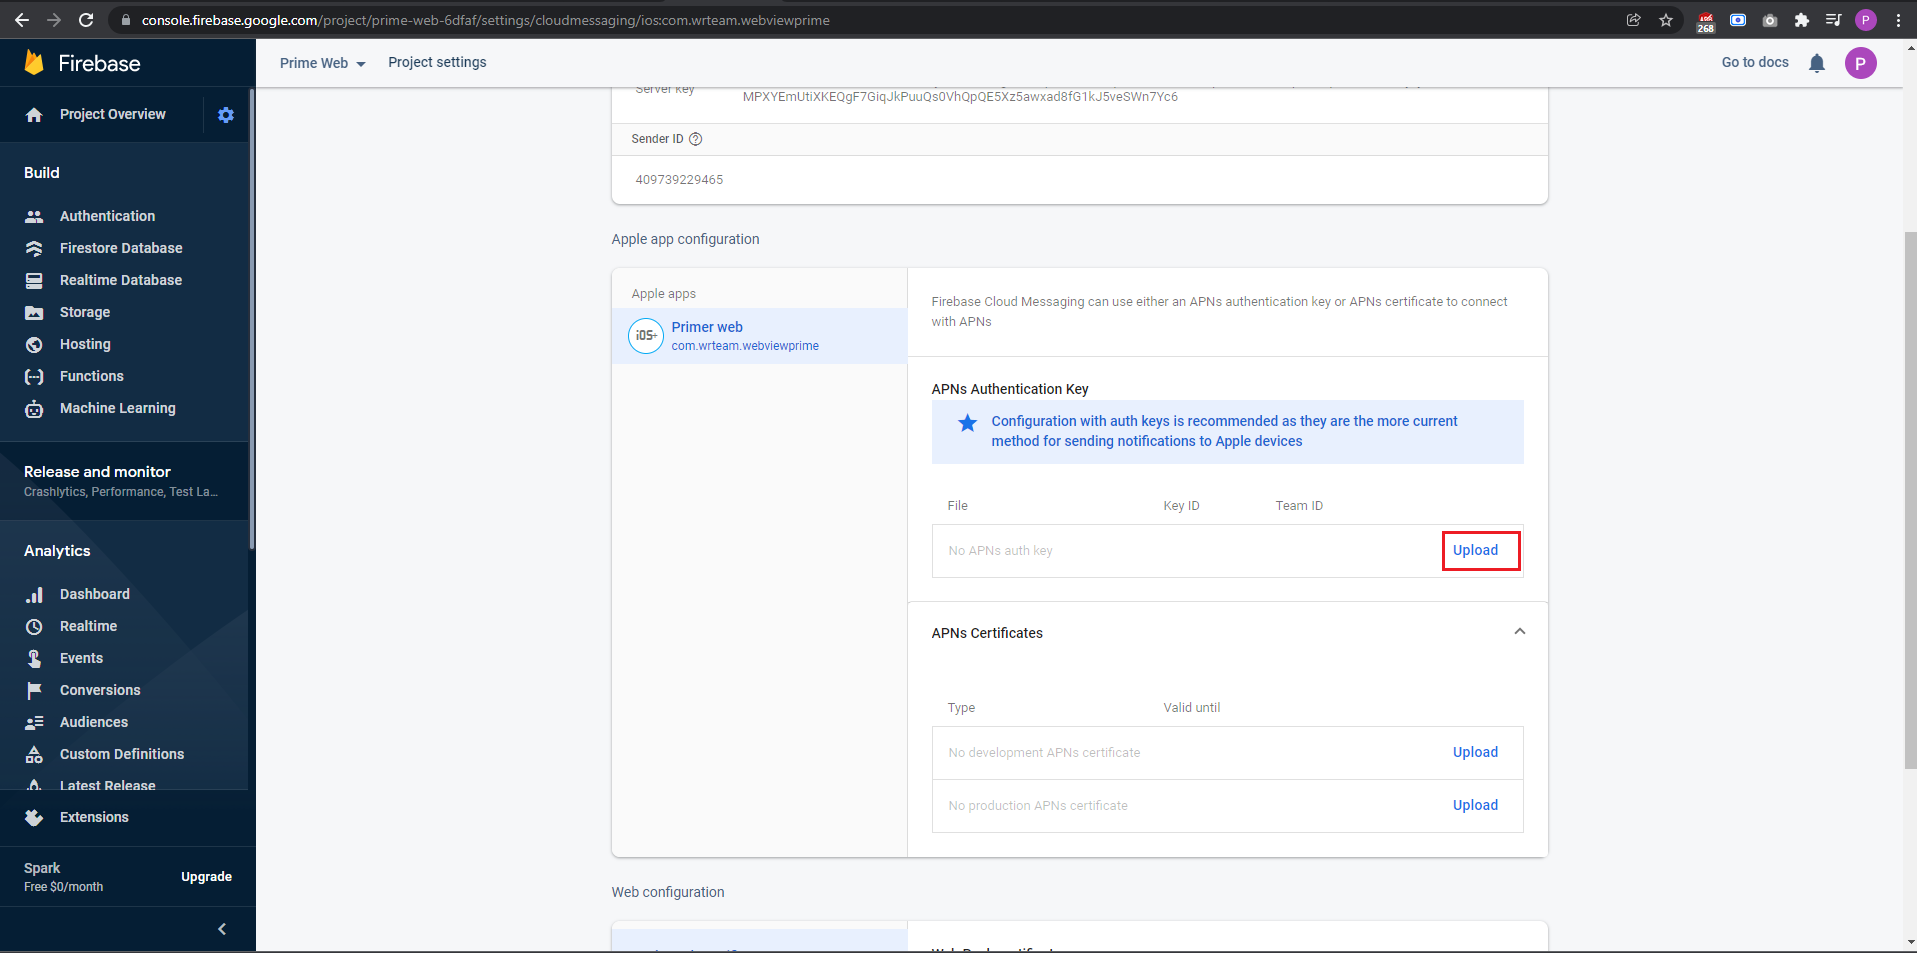 console.firebase.google.com/project/prime-web-6dfaf/settings/cloudmessaging/ios:com.wrteam.webviewprime
268
P
Firebase
Prime Web
Project settings
Go to docs
P
Project Overview
Build
Authentication
Firestore Database
Realtime Database
Storage
Hosting
Functions
Machine Learning
Release and monitor
Crashlytics, Performance, Test La...
Analytics
Dashboard
Realtime
Events
Conversions
Audiences
Custom Definitions
Latest Release
Extensions
Spark
Free $0/month
Upgrade
Server key
MPXYEmUtiXKEQgF7GiqJkPuuQs0VhQpQE5Xz5awxad8fG1kJ5veSWn7Yc6
Sender ID
409739229465
Apple app configuration
Apple apps
iOS+
Primer web
com.wrteam.webviewprime
Firebase Cloud Messaging can use either an APNs authentication key or APNs certificate to connect
with APNs
APNs Authentication Key
Configuration with auth keys is recommended as they are the more current
method for sending notifications to Apple devices
File
Key ID
Team ID
No APNs auth key
Upload
APNs Certificates
Type
Valid until
No development APNs certificate
Upload
No production APNs certificate
Upload
Web configuration